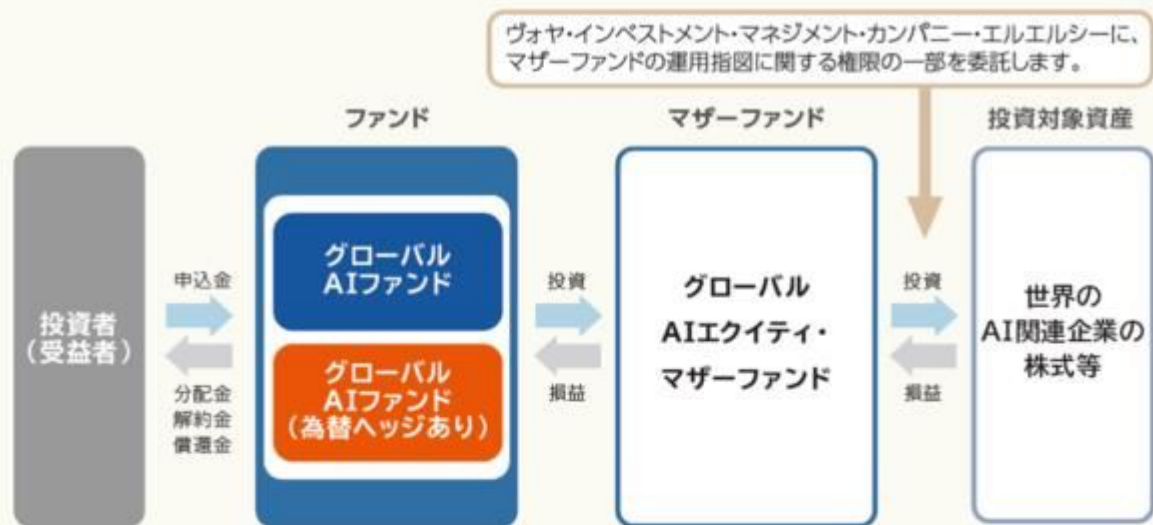 ヴォヤ・インベストメント・マネジメント・カンパニー・エルエルシーに、
マザーファンドの運用指図に関する権限の一部を委託します。
ファンド
マザーファンド
投資対象資産
投資者
（受益者）
申込金
分配金
解約金
償還金
グローバル
AIファンド
グローバル
AIファンド
（為替ヘッジあり）
投資
損益
グローバル
AIエクイティ・
マザーファンド
投資
損益
世界の
AI関連企業の
株式等